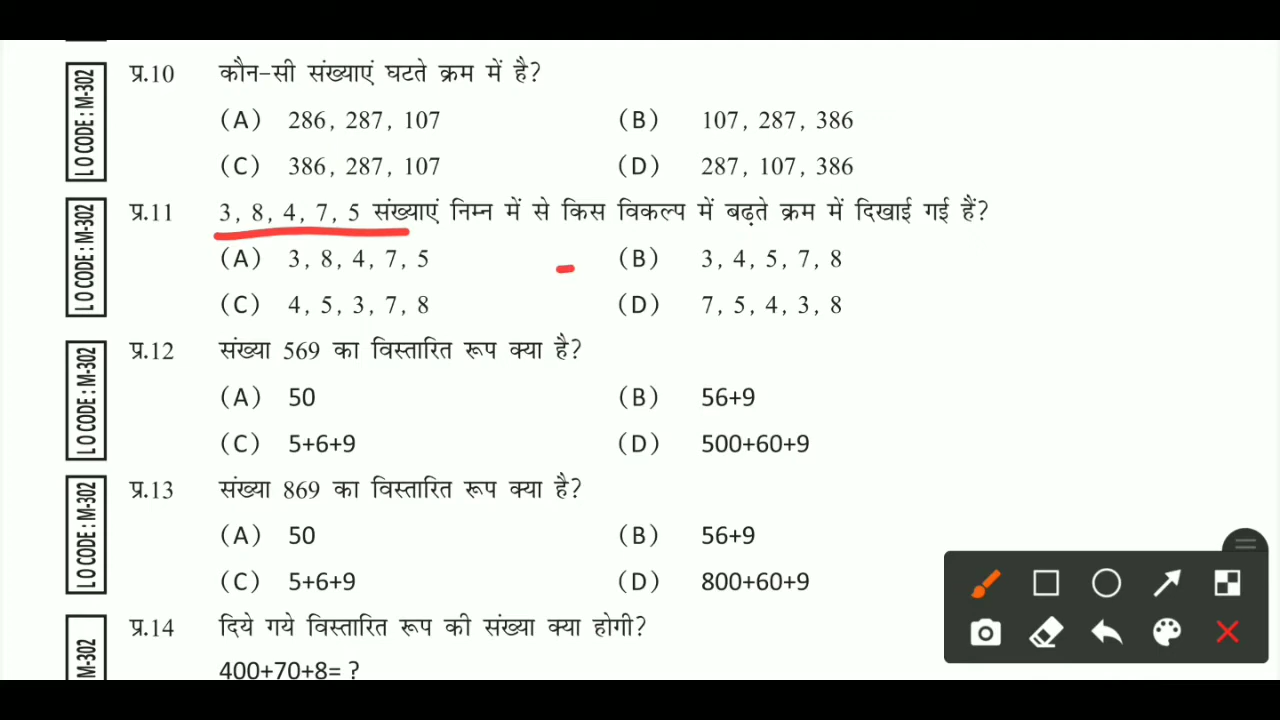 LO CODE : M-302
प्र.10 कौन-सी संख्याएं घटते क्रम में है?
(A) 286, 287, 107 (B) 107, 287, 386
(C) 386, 287, 107 (D) 287, 107, 386
LO CODE : M-302
प्र.11 3, 8, 4, 7, 5 संख्याएं निम्न में से किस विकल्प में बढ़ते क्रम में दिखाई गई हैं?
(A) 3, 8, 4, 7, 5 (B) 3, 4, 5, 7, 8
(C) 4, 5, 3, 7, 8 (D) 7, 5, 4, 3, 8
LO CODE : M-302
प्र.12 संख्या 569 का विस्तारित रूप क्या है?
(A) 50 (B) 56+9
(C) 5+6+9 (D) 500+60+9
LO CODE : M-302
प्र.13 संख्या 869 का विस्तारित रूप क्या है?
(A) 50 (B) 56+9
(C) 5+6+9 (D) 800+60+9
M-302
प्र.14 दिये गये विस्तारित रूप की संख्या क्या होगी?
400+70+8= ?